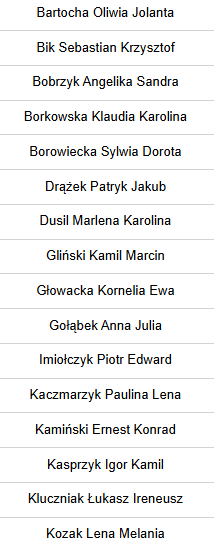 Bartocha Oliwia Jolanta
Bik Sebastian Krzysztof
Bobrzyk Angelika Sandra
Borkowska Klaudia Karolina
Borowiecka Sylwia Dorota
Drążek Patryk Jakub
Dusil Marlena Karolina
Gliński Kamil Marcin
Głowacka Kornelia Ewa
Gołąbek Anna Julia
Imiołczyk Piotr Edward
Kaczmarzyk Paulina Lena
Kamiński Ernest Konrad
Kasprzyk Igor Kamil
Kluczniak Łukasz Ireneusz
Kozak Lena Melania